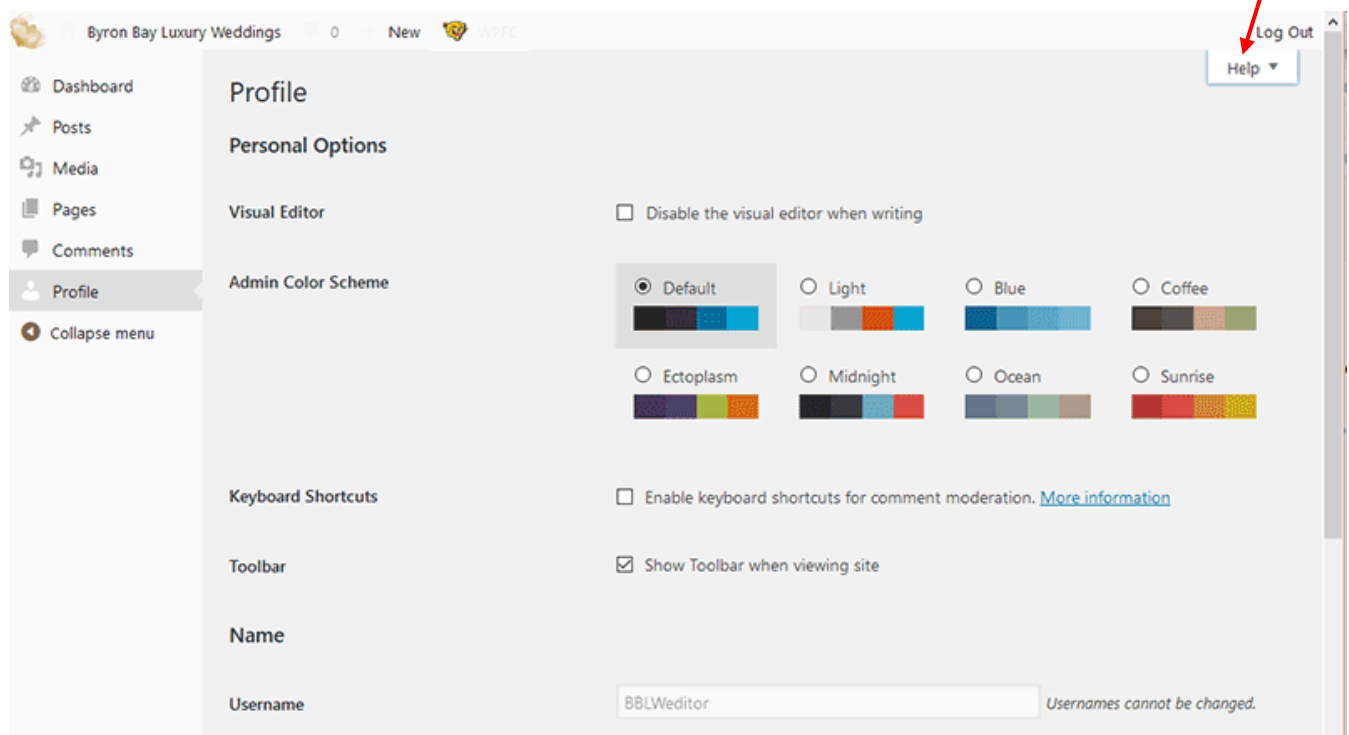 Byron Bay Luxury Weddings 0 New WPFC Log Out
Help
Dashboard
Posts
Media
Pages
Comments
Profile
Collapse menu
Profile
Personal Options
Visual Editor Disable the visual editor when writing
Admin Color Scheme
Default Light Blue Coffee
Ectoplasm Midnight Ocean Sunrise
Keyboard Shortcuts Enable keyboard shortcuts for comment moderation. More information
Toolbar Show Toolbar when viewing site
Name
Username BBLWeditor Usernames cannot be changed.